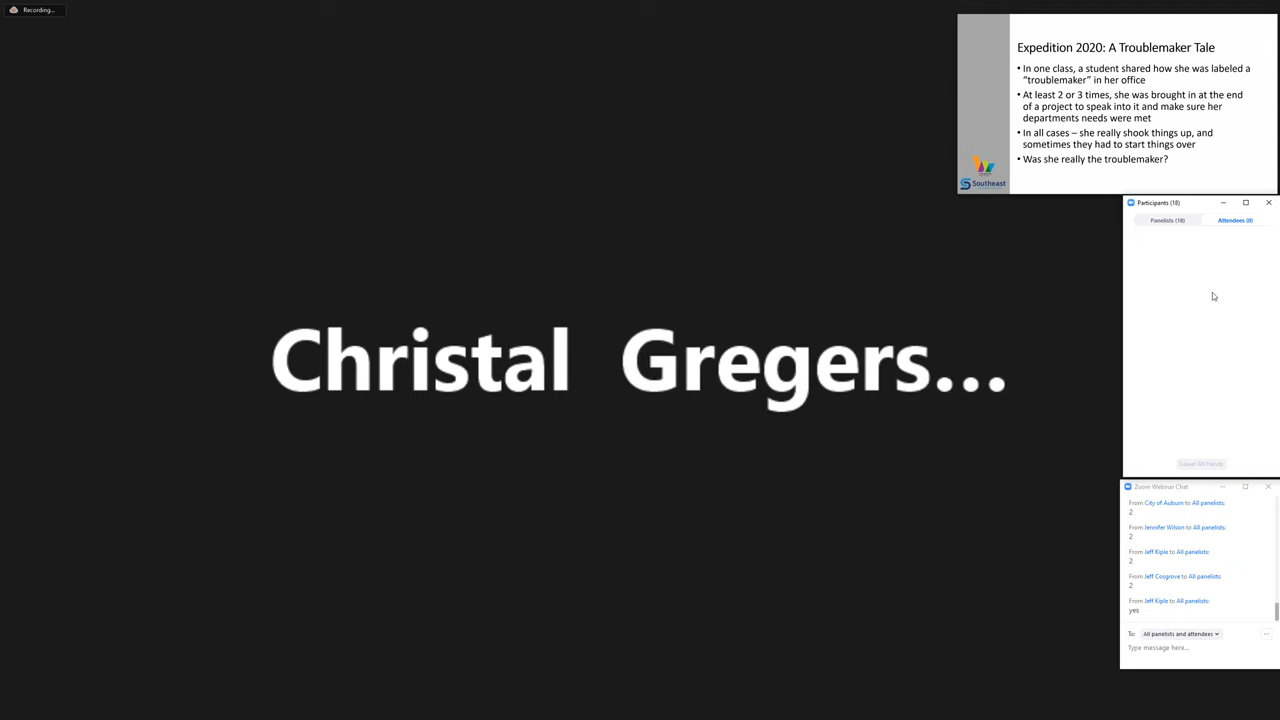 Recording...
Expedition 2020: A Troublemaker Tale
• In one class, a student shared how she was labeled a
"troublemaker" in her office
• At least 2 or 3 times, she was brought in at the end
of a project to speak into it and make sure her
departments needs were met
• In all cases – she really shook things up, and
sometimes they had to start things over
• Was she really the troublemaker?
Southeast
Christal Gregers...
Participants (18)
Panelists (18) Attendees (0)
Lower All Hands
Zoom Webinar Chat
From City of Auburn to All panelists:
2
From Jennifer Wilson to All panelists:
2
From Jeff Kiple to All panelists:
2
From Jeff Cosgrove to All panelists:
2
From Jeff Kiple to All panelists:
yes
To: All panelists and attendees
Type message here...